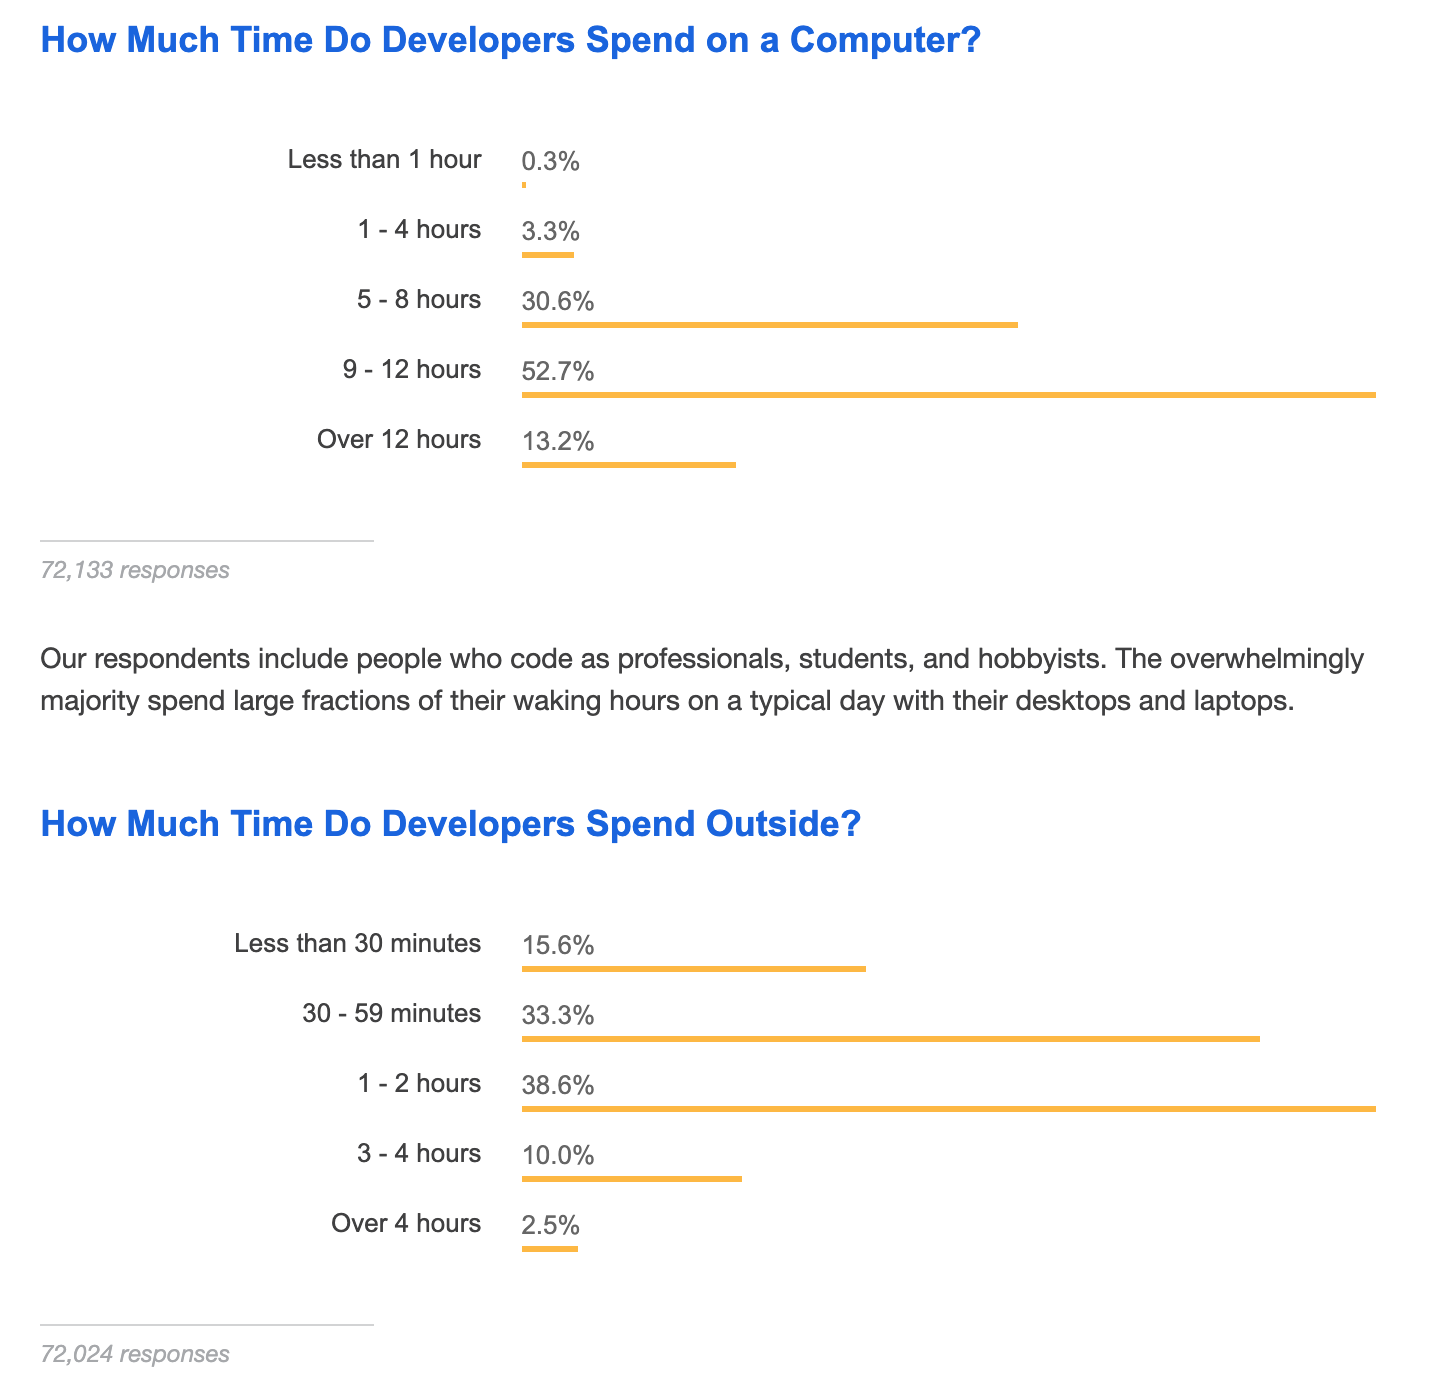 How Much Time Do Developers Spend on a Computer?
Less than 1 hour 0.3%
1 - 4 hours 3.3%
5 - 8 hours 30.6%
9 - 12 hours 52.7%
Over 12 hours 13.2%
72,133 responses
Our respondents include people who code as professionals, students, and hobbyists. The overwhelmingly
majority spend large fractions of their waking hours on a typical day with their desktops and laptops.
How Much Time Do Developers Spend Outside?
Less than 30 minutes 15.6%
30 - 59 minutes 33.3%
1 - 2 hours 38.6%
3 - 4 hours 10.0%
Over 4 hours 2.5%
72,024 responses